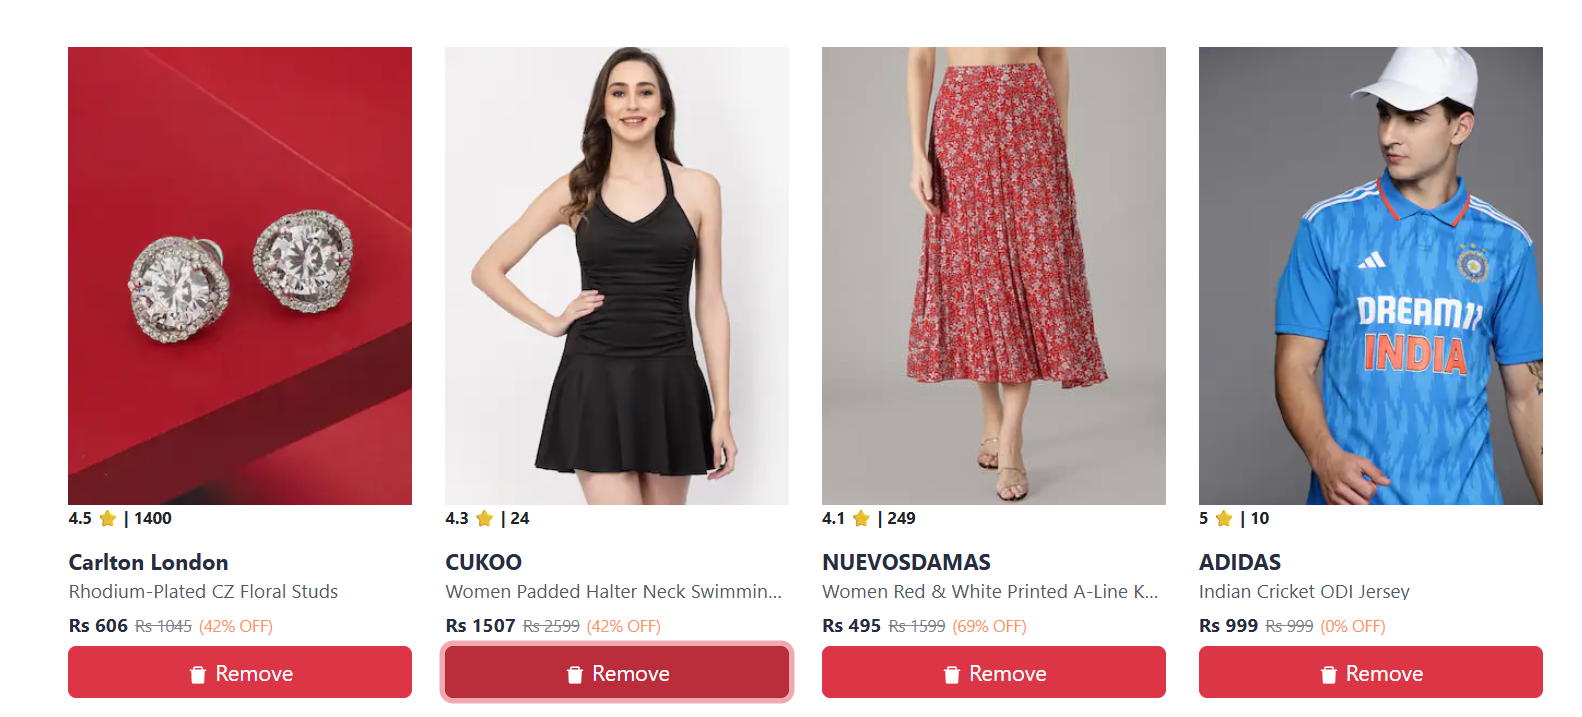 DREAM11
INDIA
4.5 ⭐ | 1400
Carlton London
Rhodium-Plated CZ Floral Studs
Rs 606 Rs 1045 (42% OFF)
Remove
4.3 ⭐ | 24
CUKOO
Women Padded Halter Neck Swimmin...
Rs 1507 Rs 2599 (42% OFF)
Remove
4.1 ⭐ | 249
NUEVOSDAMAS
Women Red & White Printed A-Line K...
Rs 495 Rs 1599 (69% OFF)
Remove
5 ⭐ | 10
ADIDAS
Indian Cricket ODI Jersey
Rs 999 Rs 999 (0% OFF)
Remove